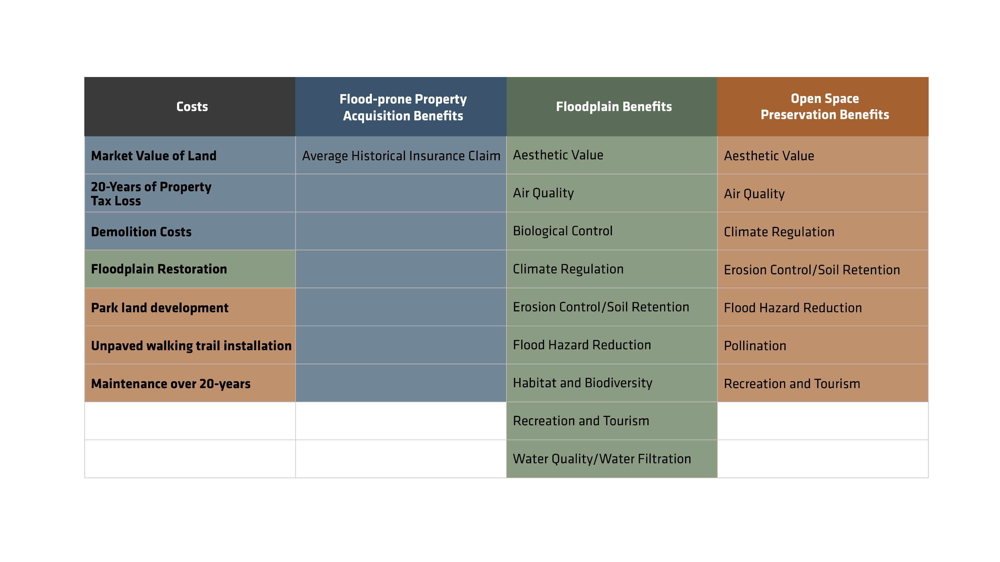 Costs
Flood-prone Property
Acquisition Benefits
Floodplain Benefits
Open Space
Preservation Benefits
Market Value of Land
Average Historical Insurance Claim
Aesthetic Value
Aesthetic Value
20-Years of Property
Tax Loss
Air Quality
Air Quality
Demolition Costs
Biological Control
Climate Regulation
Floodplain Restoration
Climate Regulation
Erosion Control/Soil Retention
Park land development
Erosion Control/Soil Retention
Flood Hazard Reduction
Unpaved walking trail installation
Flood Hazard Reduction
Pollination
Maintenance over 20-years
Habitat and Biodiversity
Recreation and Tourism
Recreation and Tourism
Water Quality/Water Filtration